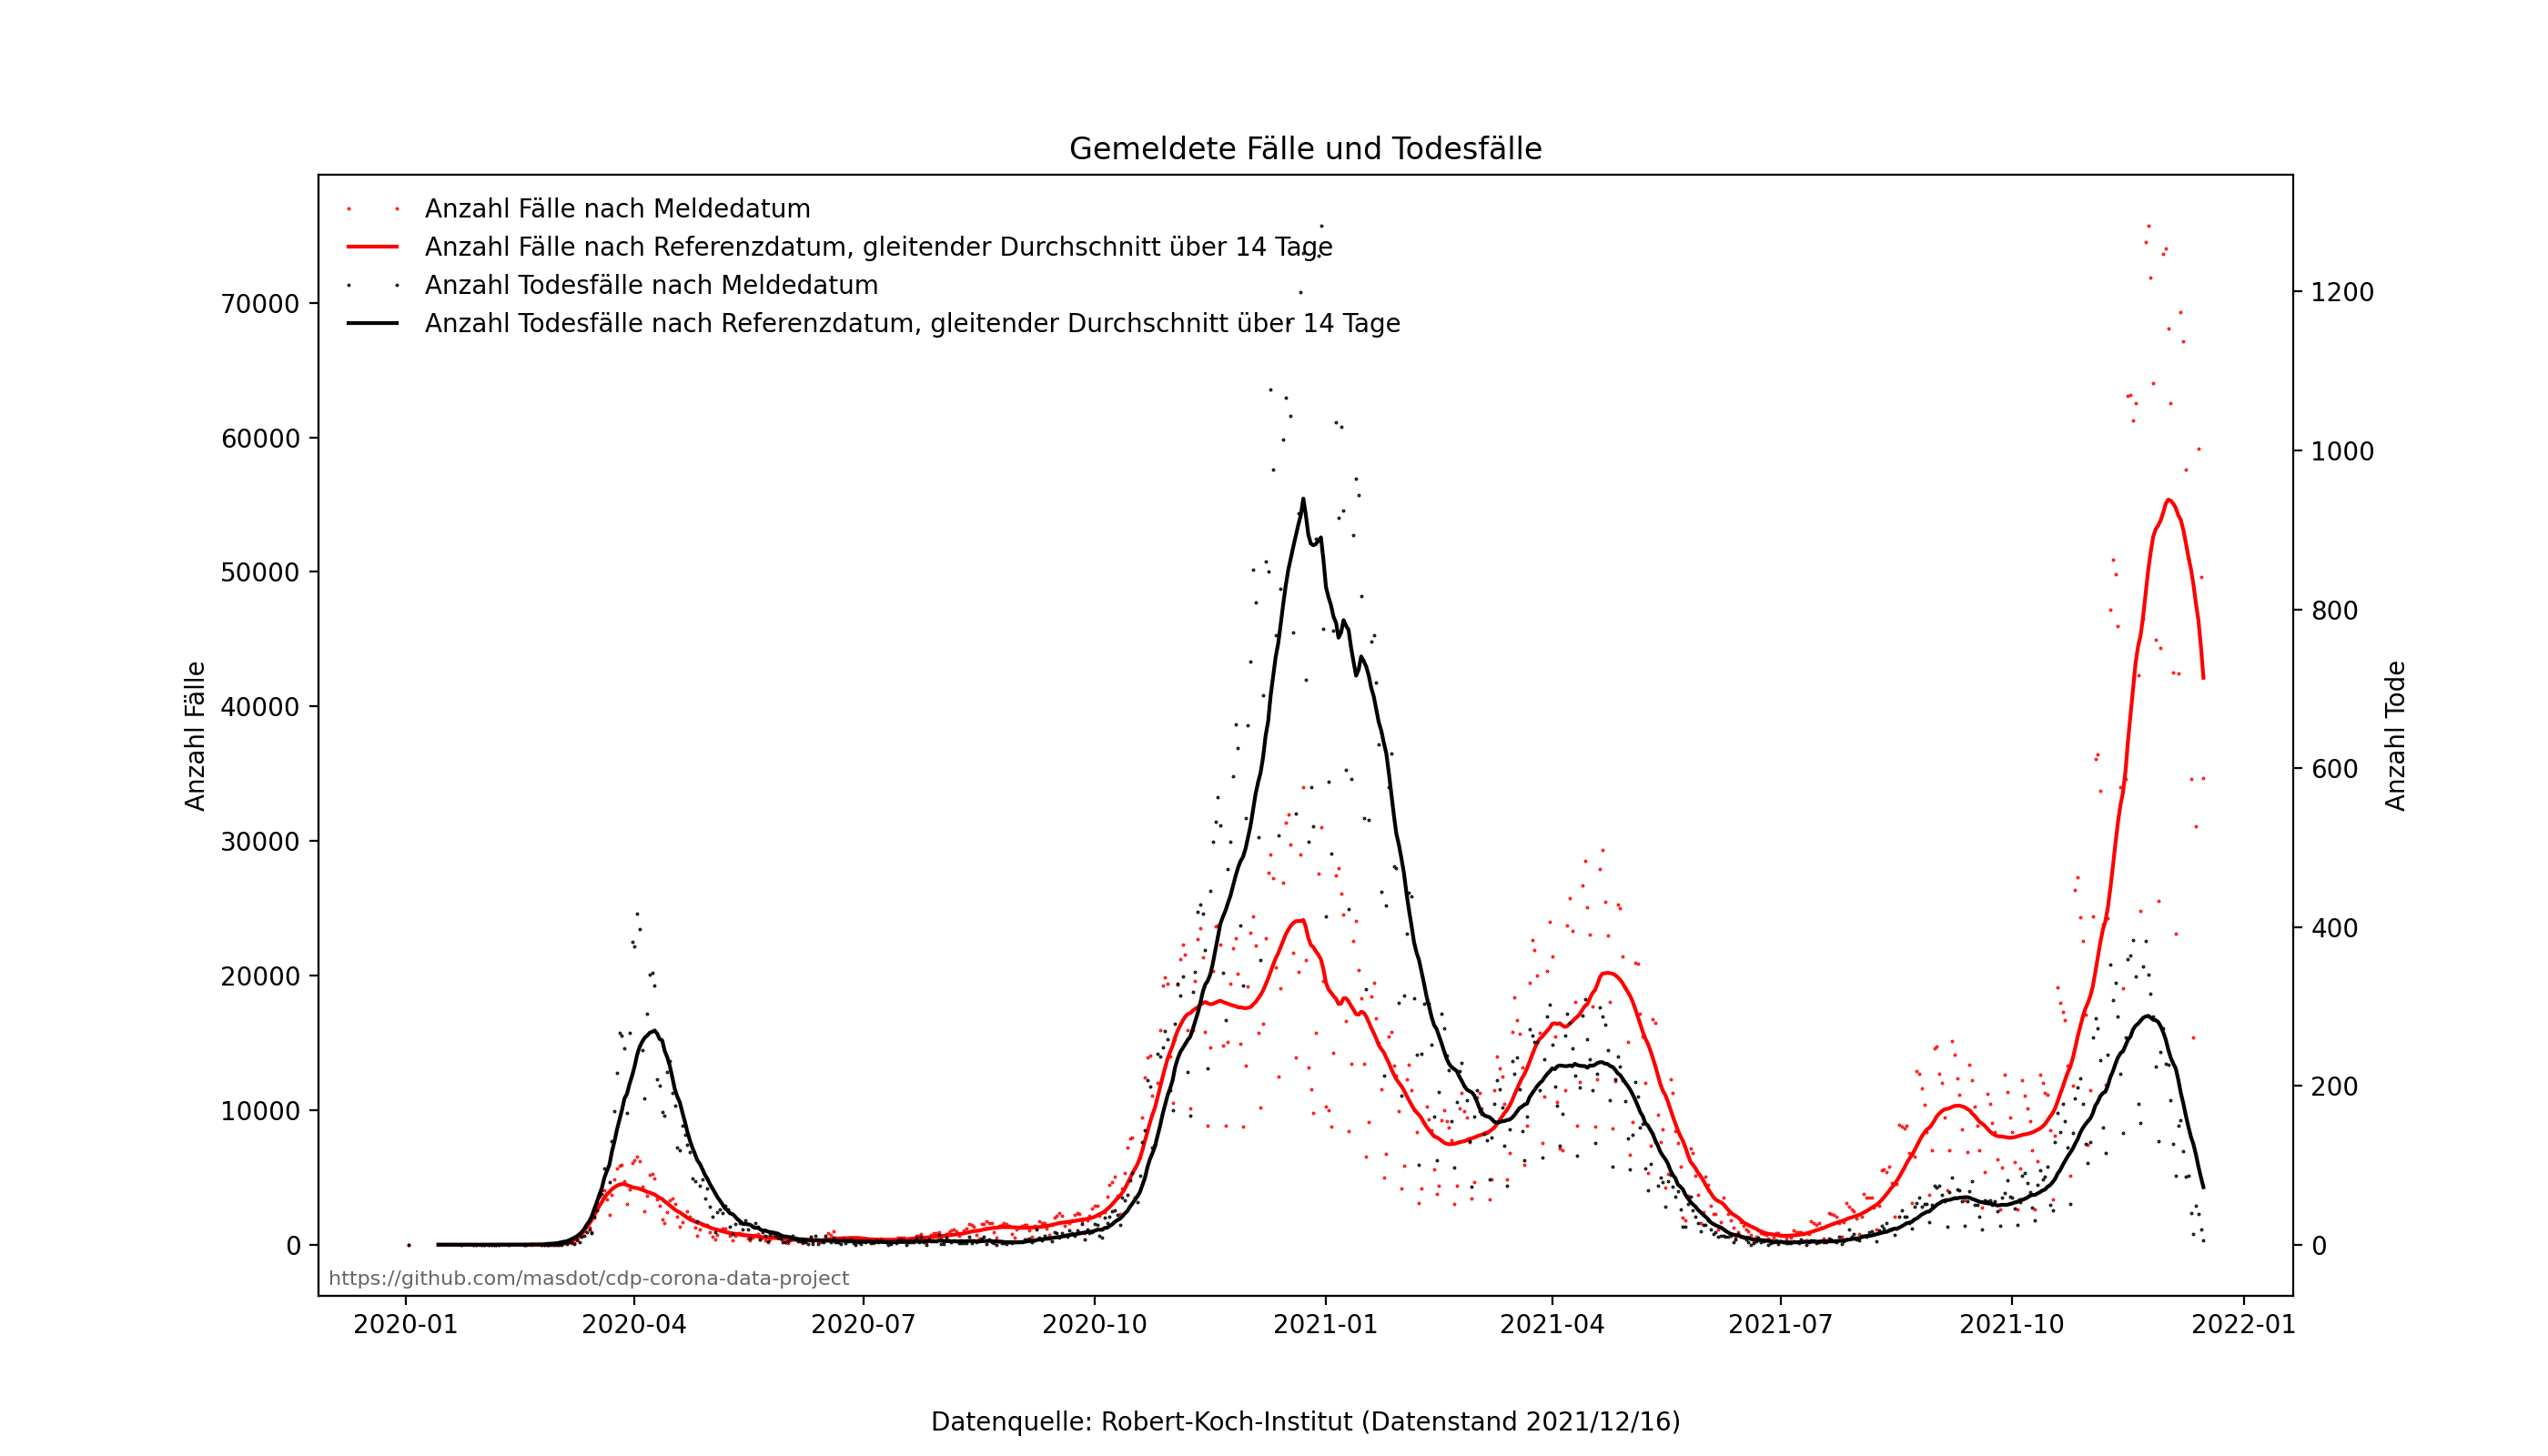 Gemeldete Fälle und Todesfälle
Anzahl Fälle nach Meldedatum
Anzahl Fälle nach Referenzdatum, gleitender Durchschnitt über 14 Tage
Anzahl Todesfälle nach Meldedatum
Anzahl Todesfälle nach Referenzdatum, gleitender Durchschnitt über 14 Tage
Anzahl Fälle
70000
60000
50000
40000
30000
20000
10000
0
Anzahl Tode
1200
1000
800
600
400
200
0
https://github.com/masdot/cdp-corona-data-project
2020-01 2020-04 2020-07 2020-10 2021-01 2021-04 2021-07 2021-10 2022-01
Datenquelle: Robert-Koch-Institut (Datenstand 2021/12/16)